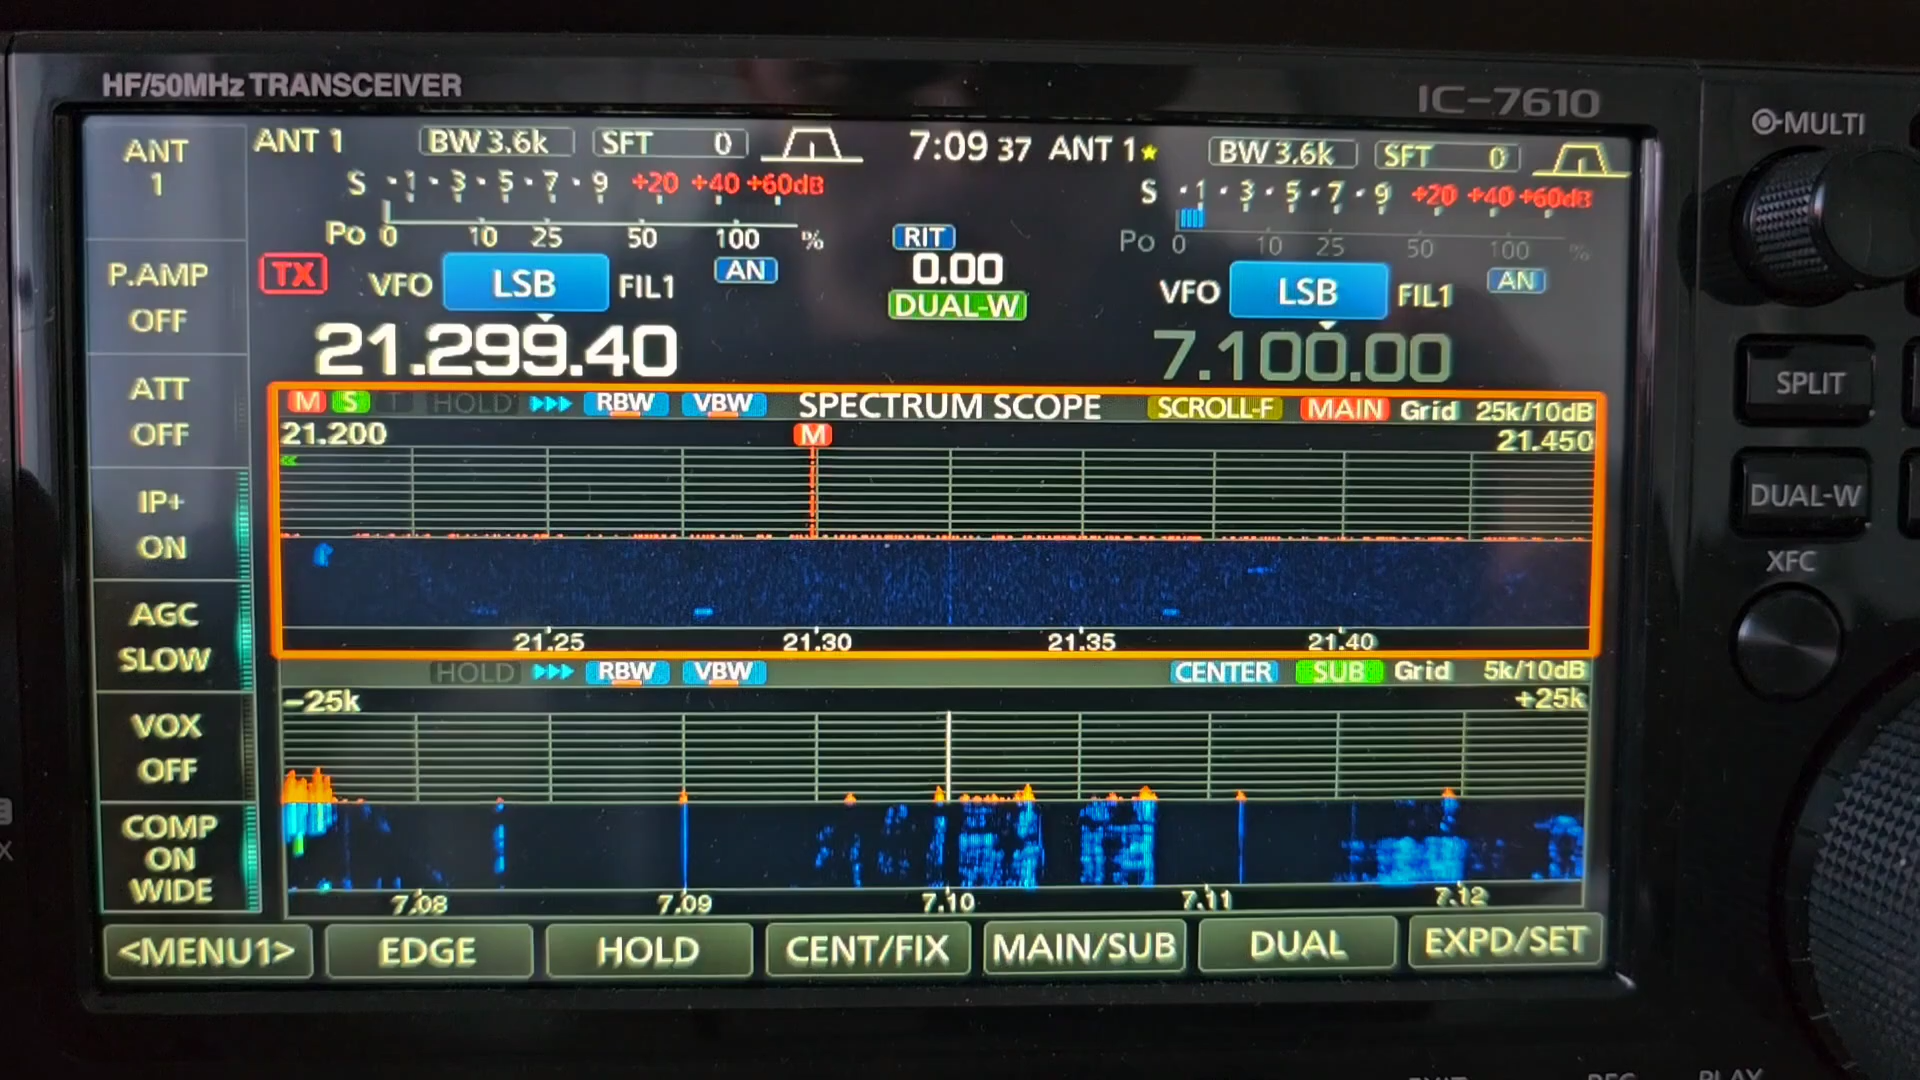 HF/50MHz TRANSCEIVER
IC-7610
MULTI
ANT 1
ANT 1 BW 3.6k SFT 0 7:09 37 ANT 1 BW 3.6k SFT 0
S 1 3 5 7 9 +20 +40 +60dB
S 1 3 5 7 9 +20 +40 +60dB
Po 0 10 25 50 100 %
Po 0 10 25 50 100 %
P.AMP OFF
TX VFO LSB FIL1 AN
RIT
0.00
DUAL-W
VFO LSB FIL1 AN
21.299.40
7.100.00
SPLIT
ATT OFF
M S T HOLD RBW VBW SPECTRUM SCOPE SCROLL-F MAIN Grid 25k/10dB
21.200 M 21.450
DUAL-W
IP+ ON
XFC
AGC SLOW
21.25 21.30 21.35 21.40
HOLD RBW VBW CENTER SUB Grid 5k/10dB
-25k +25k
VOX OFF
COMP ON WIDE
7.08 7.09 7.10 7.11 7.12
<MENU1> EDGE HOLD CENT/FIX MAIN/SUB DUAL EXPD/SET